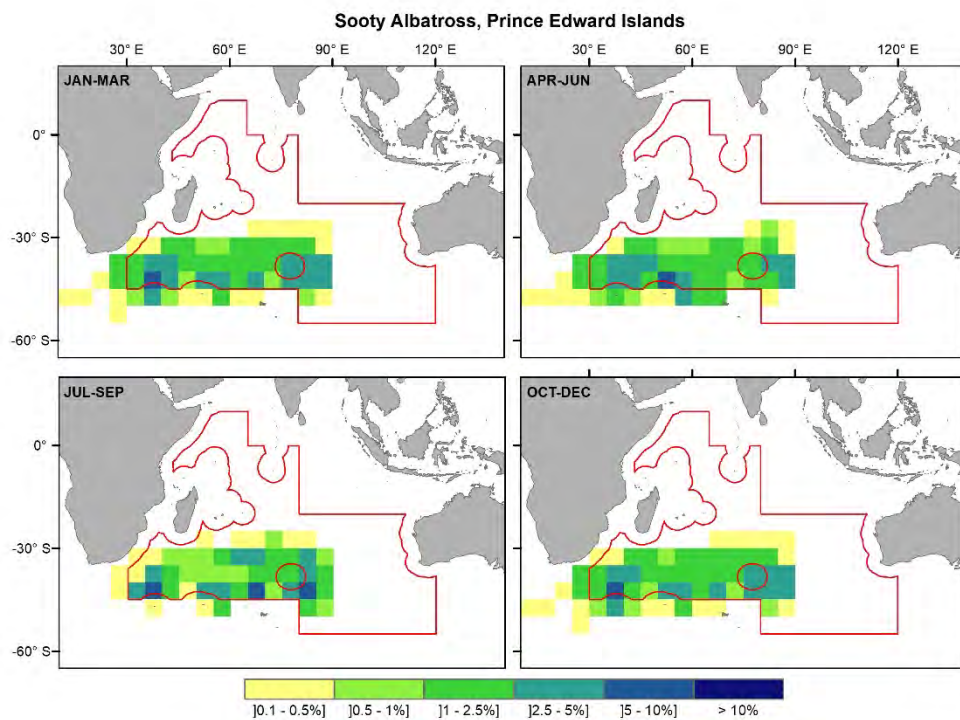 Sooty Albatross, Prince Edward Islands
30° E 60° E 90° E 120° E 30° E 60° E 90° E 120° E
JAN-MAR APR-JUN
0°
-30° S
-60° S
JUL-SEP OCT-DEC
0°
-30° S
-60° S
]0.1 - 0.5%] ]0.5 - 1%] ]1 - 2.5%] ]2.5 - 5%] ]5 - 10%] > 10%